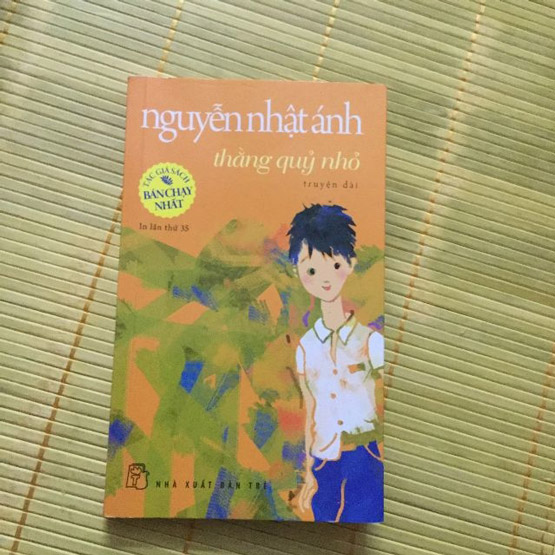 nguyễn nhật ánh
thằng quỷ nhỏ
truyện dài
TÁC GIẢ SÁCH
BÁN CHẠY
NHẤT
In lần thứ 35
NHÀ XUẤT BẢN TRẺ